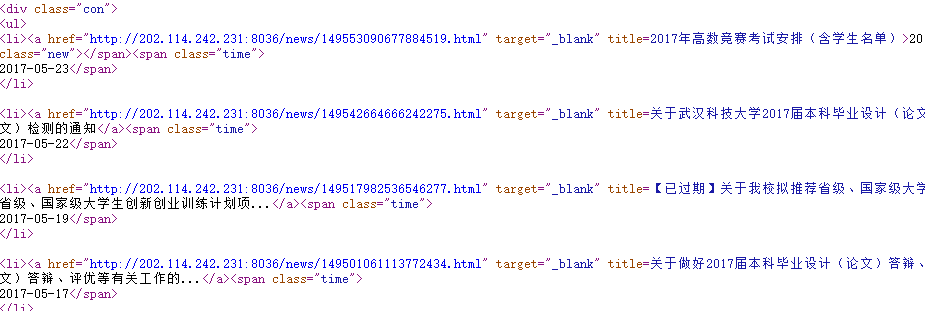 <div class="con">
<ul>
<li><a href="http://202.114.242.231:8036/news/149553090677884519.html" target="_blank" title=2017年高数竞赛考试安排（含学生名单）>20
class="new"></span><span class="time">
2017-05-23</span>
</li>
<li><a href="http://202.114.242.231:8036/news/149542664666242275.html" target="_blank" title=关于武汉科技大学2017届本科毕业设计（论文
文）检测的通知</a><span class="time">
2017-05-22</span>
</li>
<li><a href="http://202.114.242.231:8036/news/149517982536546277.html" target="_blank" title=【已过期】关于我校拟推荐省级、国家级大学
省级、国家级大学生创新创业训练计划项...</a><span class="time">
2017-05-19</span>
</li>
<li><a href="http://202.114.242.231:8036/news/149501061113772434.html" target="_blank" title=关于做好2017届本科毕业设计（论文）答辩、
文）答辩、评优等有关工作的...</a><span class="time">
2017-05-17</span>
</li>